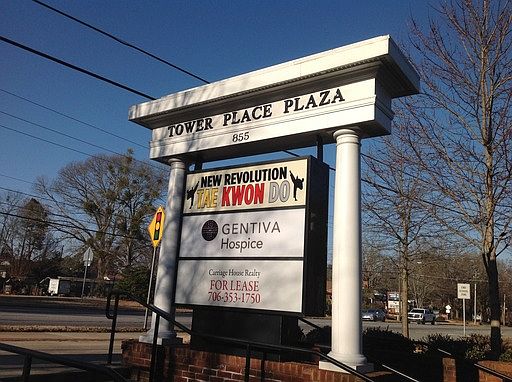 TOWER PLACE PLAZA
855
NEW REVOLUTION
TAE KWON DO
GENTIVA
Hospice
Carriage House Realty
FOR LEASE
706-353-1750